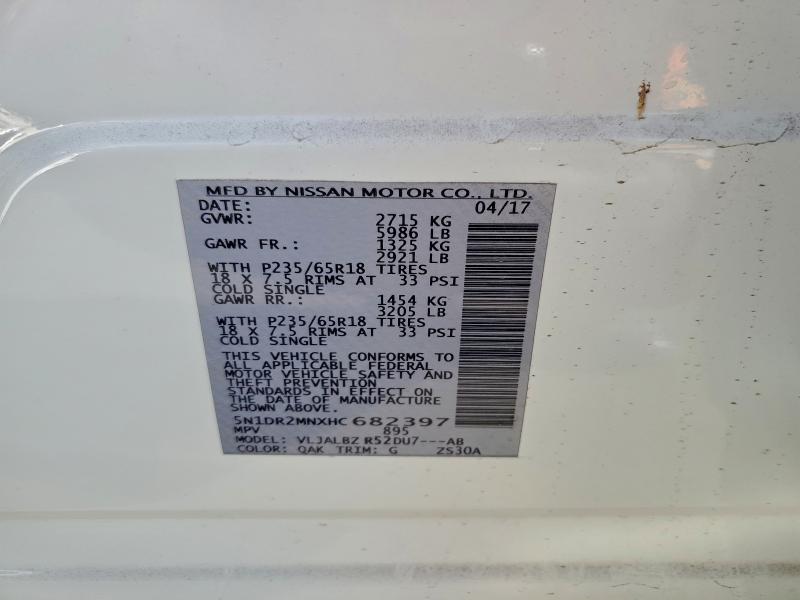 MFD BY NISSAN MOTOR CO., LTD.
DATE: 04/17
GVWR: 2715 KG
5986 LB
GAWR FR.: 1325 KG
2921 LB
WITH P235/65R18 TIRES
18 X 7.5 RIMS AT 33 PSI
COLD SINGLE
GAWR RR.: 1454 KG
3205 LB
WITH P235/65R18 TIRES
18 X 7.5 RIMS AT 33 PSI
COLD SINGLE
THIS VEHICLE CONFORMS TO
ALL APPLICABLE FEDERAL
MOTOR VEHICLE SAFETY AND
THEFT PREVENTION
STANDARDS IN EFFECT ON
THE DATE OF MANUFACTURE
5N1DR2MNXHC682397
MPV 895
MODEL: VLJALBZ R52DU7---AB
COLOR: QAK TRIM: G ZS30A